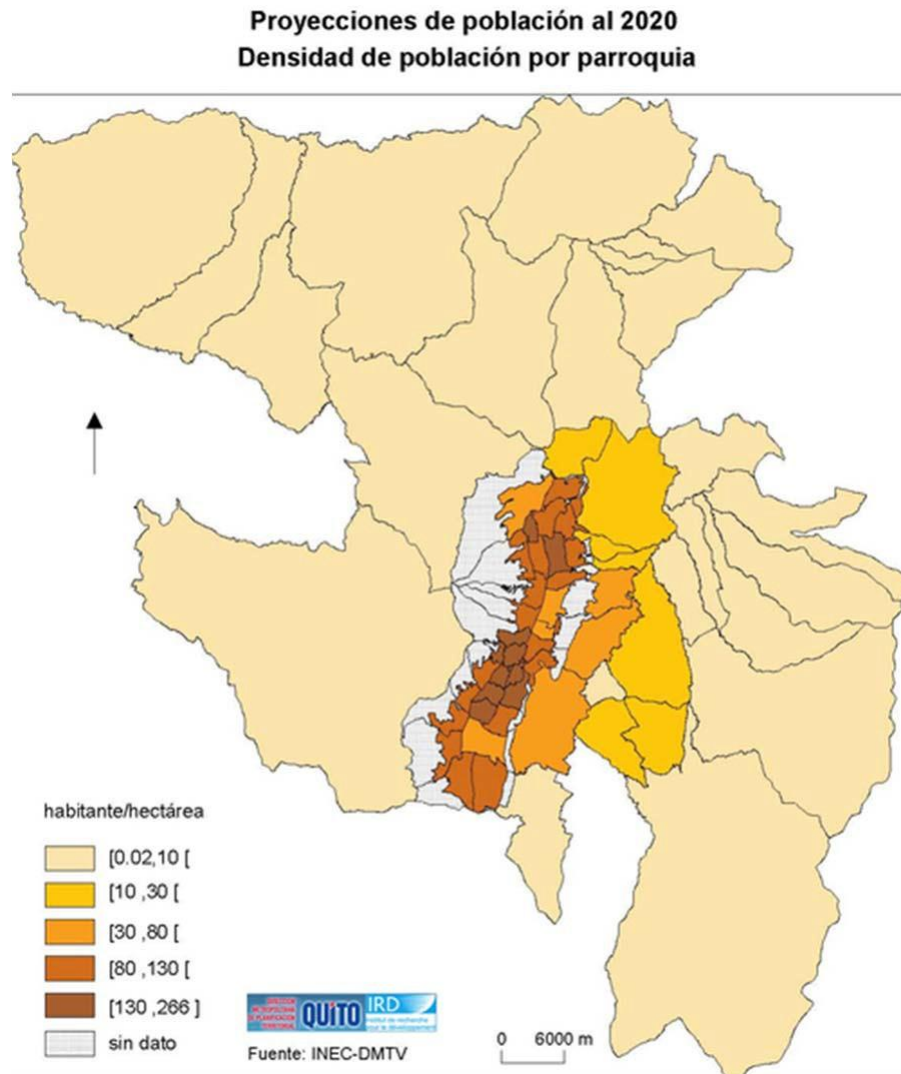 Proyecciones de población al 2020
Densidad de población por parroquia
habitante/hectárea
[0.02,10 [
[10 ,30 [
[30 ,80 [
[80 ,130 [
[130 ,266 ]
sin dato
QUITO
IRD
Fuente: INEC-DMTV
0 6000 m